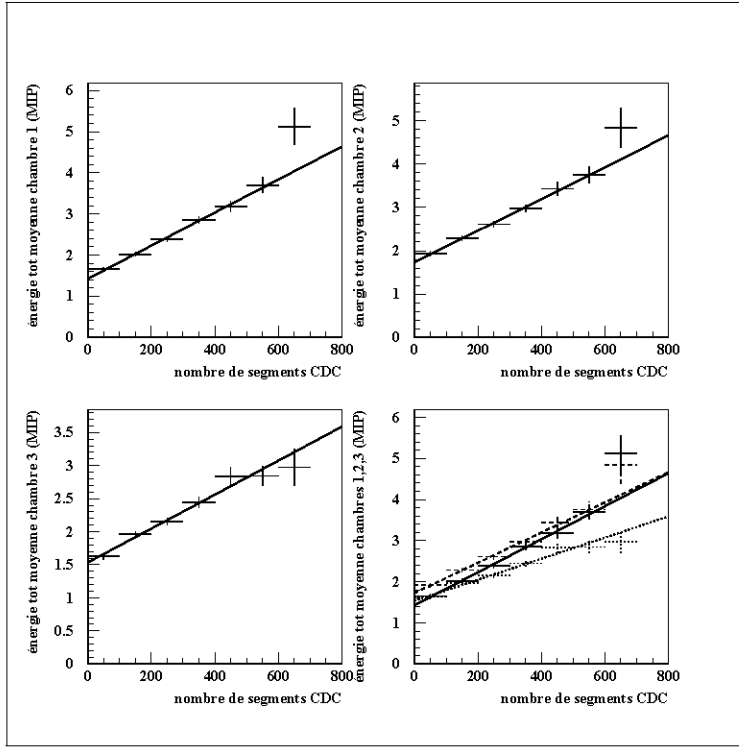 énergie tot moyenne chambre 1 (MIP)
6
5
4
3
2
1
0
0 200 400 600 800
nombre de segments CDC
énergie tot moyenne chambre 2 (MIP)
5
4
3
2
1
0
0 200 400 600 800
nombre de segments CDC
énergie tot moyenne chambre 3 (MIP)
3.5
3
2.5
2
1.5
1
0.5
0
0 200 400 600 800
nombre de segments CDC
énergie tot moyenne chambres 1,2,3 (MIP)
6
5
4
3
2
1
0
0 200 400 600 800
nombre de segments CDC